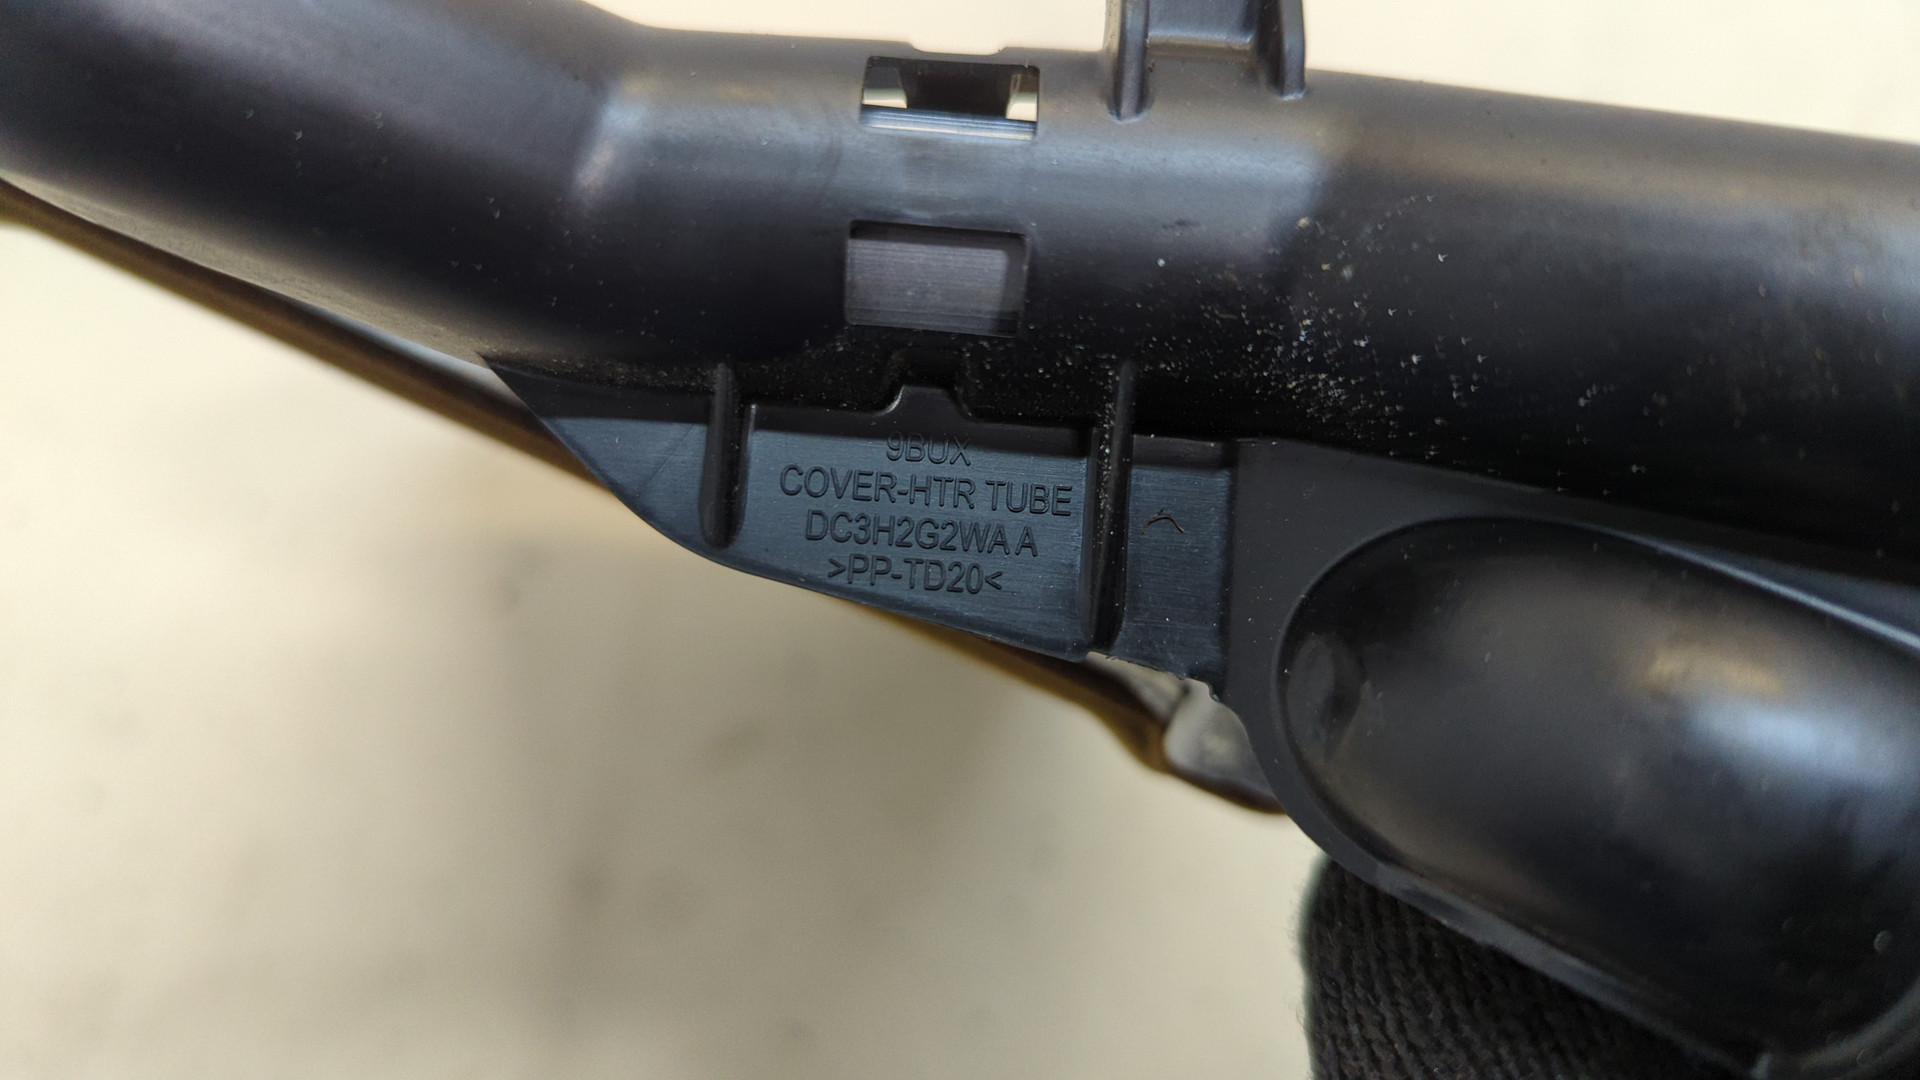 9BUX
COVER-HTR TUBE
DC3H2G2WA A
>PP-TD20<